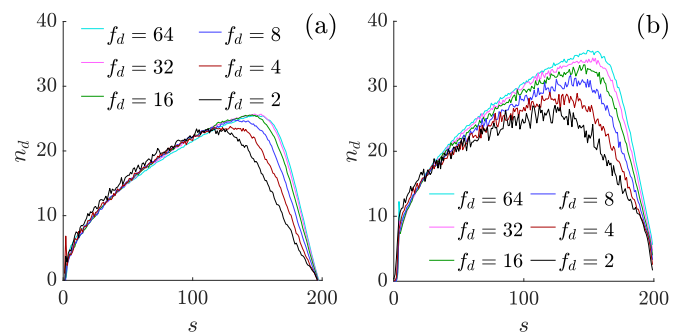 40
30
20
10
0
n_d
0
100
200
s
(a)
f_d = 64
f_d = 8
f_d = 32
f_d = 4
f_d = 16
f_d = 2
40
30
20
10
0
n_d
0
100
200
s
(b)
f_d = 64
f_d = 8
f_d = 32
f_d = 4
f_d = 16
f_d = 2